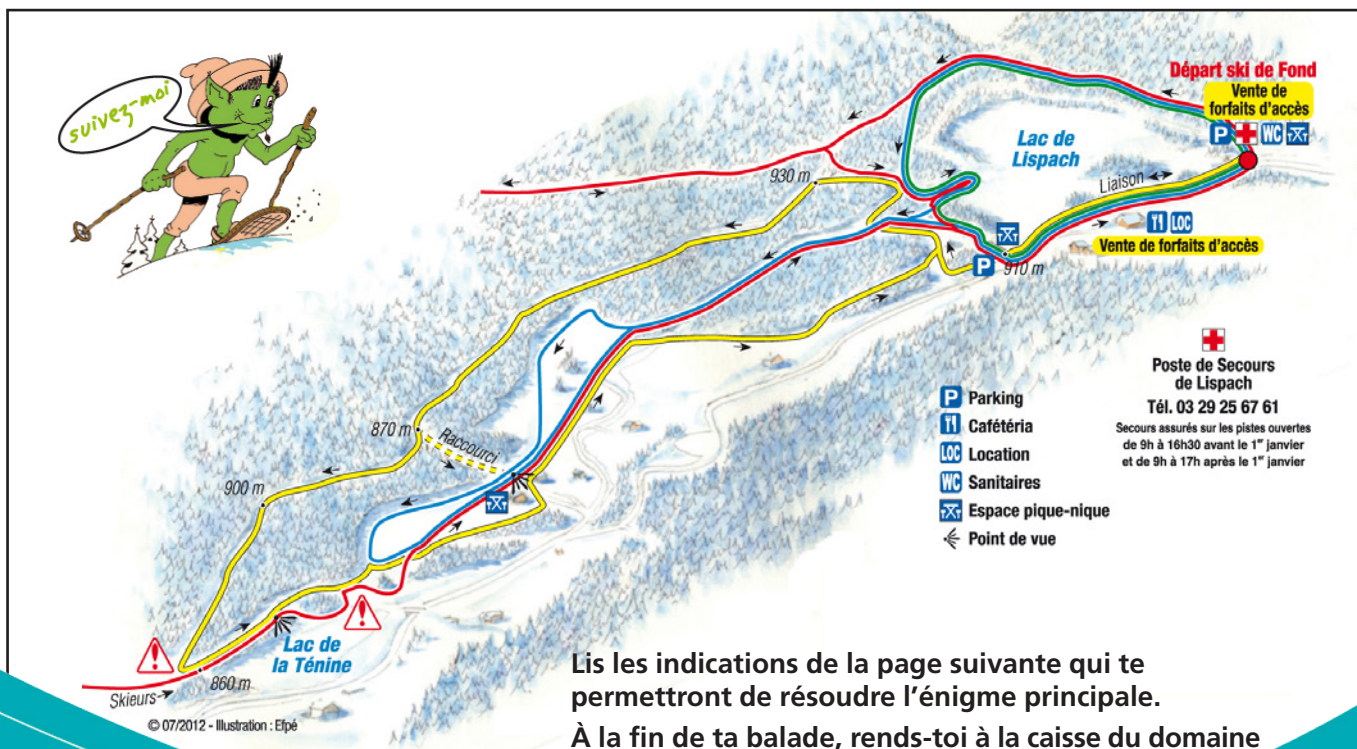 suivez-moi
Départ ski de Fond
Vente de
forfaits d'accès
P WC
Lac de
Lispach
930 m
Liaison
LOC
Vente de forfaits d'accès
P
910 m
Poste de Secours
de Lispach
Tél. 03 29 25 67 61
Secours assurés sur les pistes ouvertes
de 9h à 16h30 avant le 1er janvier
et de 9h à 17h après le 1er janvier
P Parking
Cafétéria
LOC Location
WC Sanitaires
Espace pique-nique
Point de vue
870 m
Raccourci
900 m
Lac de
la Ténine
860 m
Skieurs
© 07/2012 - Illustration : Efpé
Lis les indications de la page suivante qui te
permettront de résoudre l'énigme principale.
À la fin de ta balade, rends-toi à la caisse du domaine